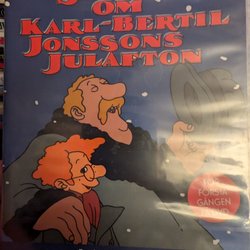 OM
KARL-BERTIL
JONSSONS
JULAFTON
FÖRSTA
GÅNGEN